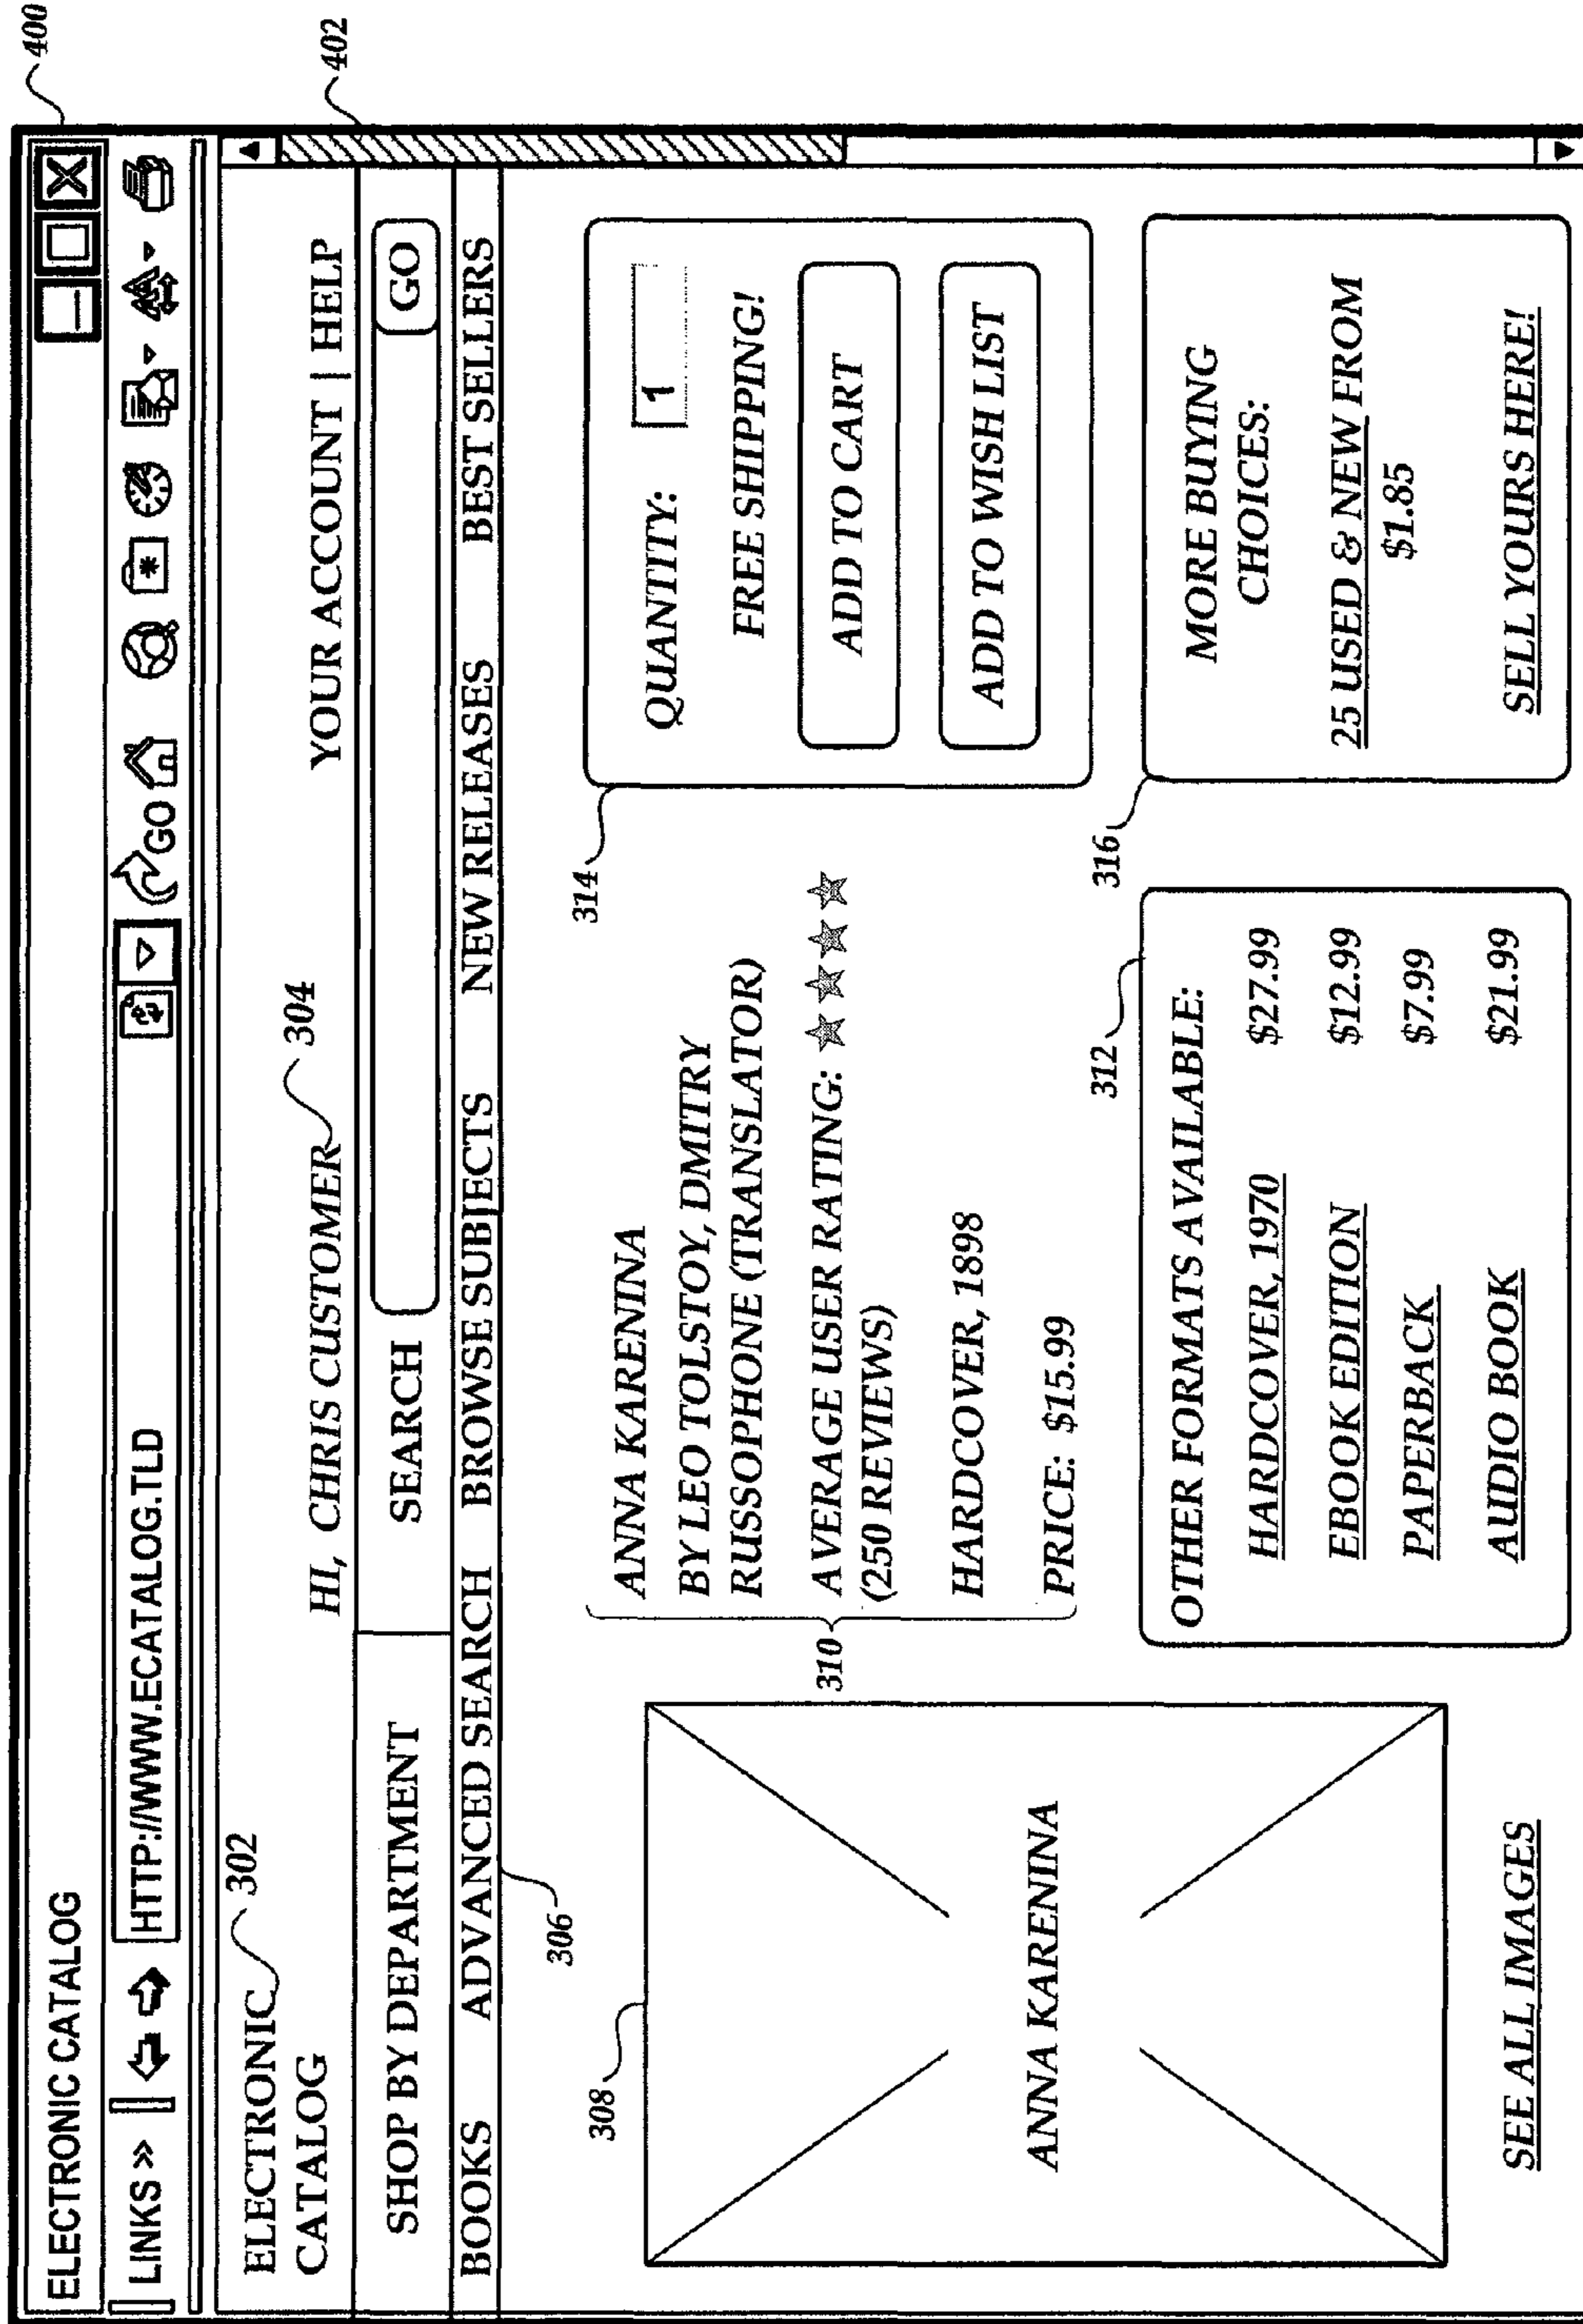 400
ELECTRONIC CATALOG
LINKS »
HTTP://WWW.ECATALOG.TLD
GO
402
302
ELECTRONIC
CATALOG
304
HI, CHRIS CUSTOMER
YOUR ACCOUNT | HELP
SHOP BY DEPARTMENT
SEARCH
GO
BOOKS ADVANCED SEARCH BROWSE SUBJECTS NEW RELEASES BEST SELLERS
306
308
ANNA KARENINA
SEE ALL IMAGES
310
ANNA KARENINA
BY LEO TOLSTOY, DMITRY
RUSSOPHONE (TRANSLATOR)
AVERAGE USER RATING:
(250 REVIEWS)
HARDCOVER, 1898
PRICE: $15.99
314
QUANTITY: 1
FREE SHIPPING!
ADD TO CART
ADD TO WISH LIST
312
OTHER FORMATS AVAILABLE:
HARDCOVER, 1970 $27.99
EBOOK EDITION $12.99
PAPERBACK $7.99
AUDIO BOOK $21.99
316
MORE BUYING
CHOICES:
25 USED & NEW FROM
$1.85
SELL YOURS HERE!